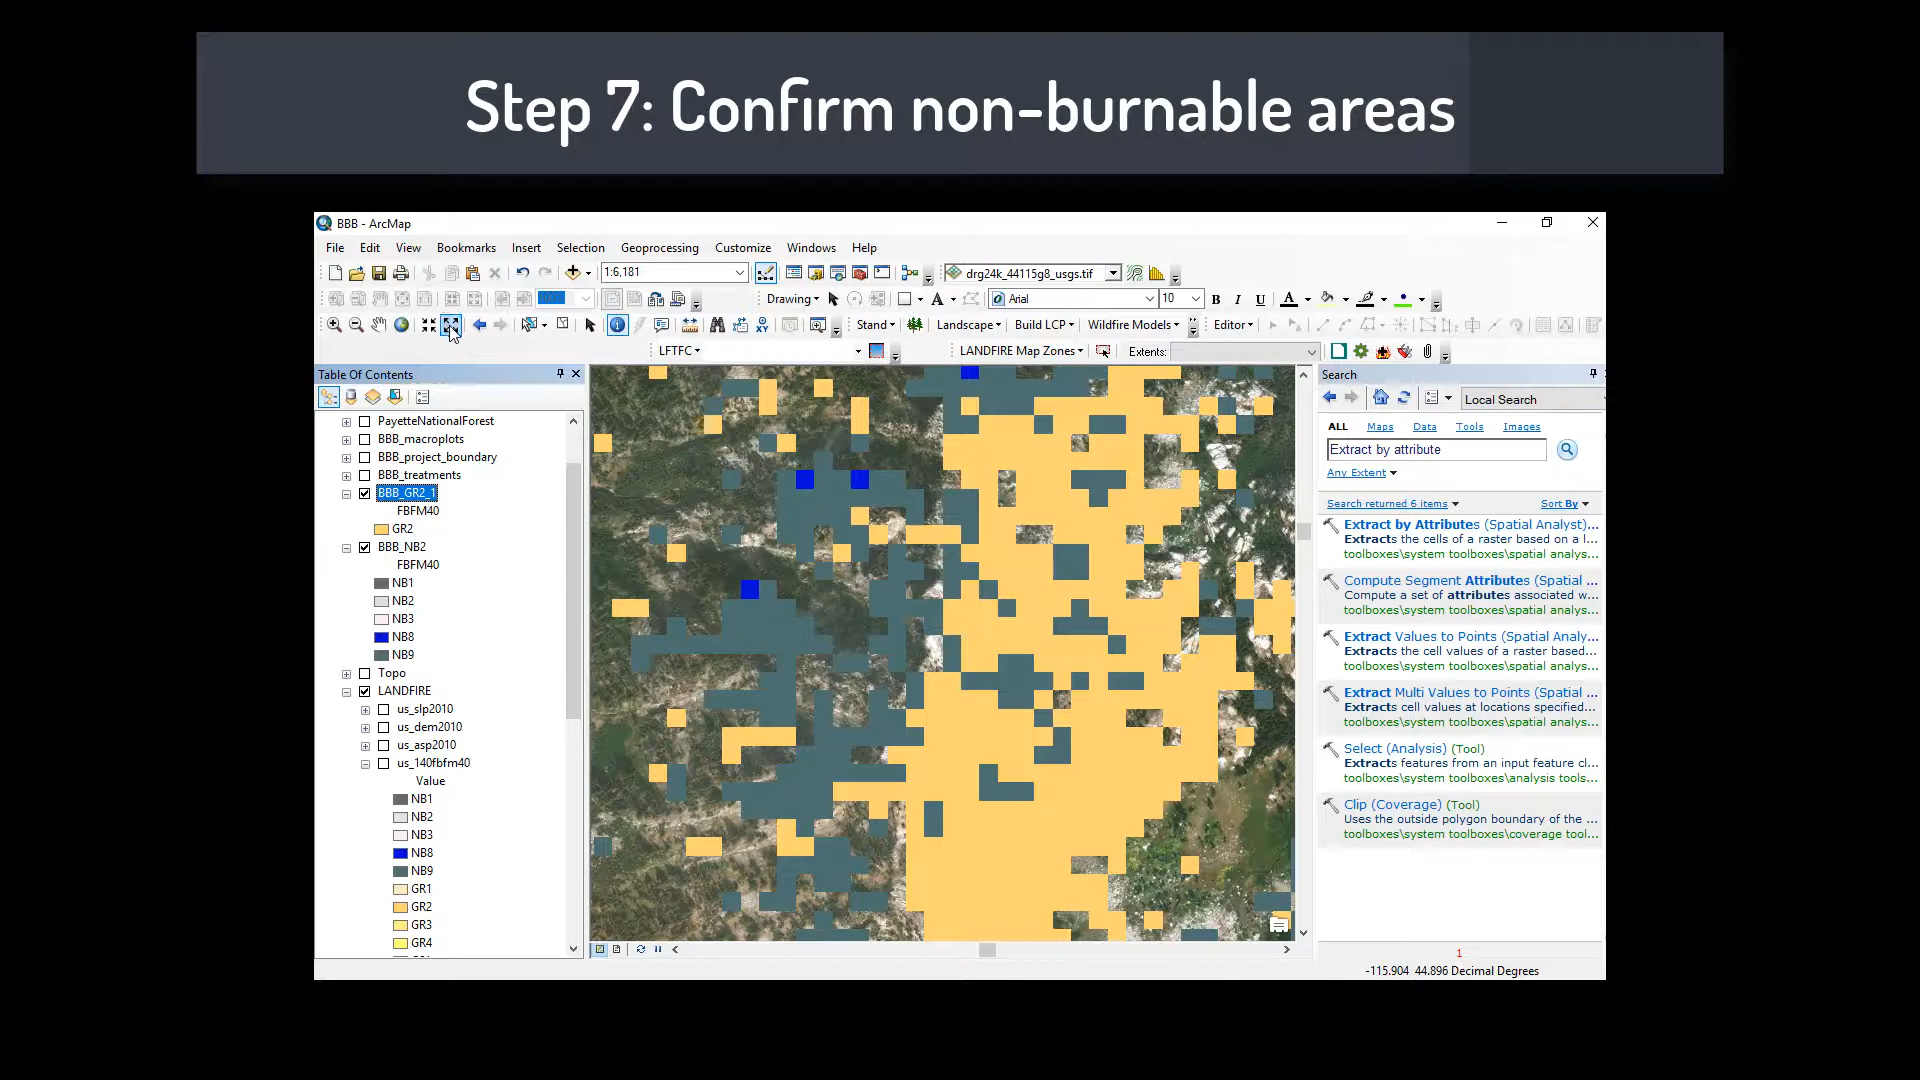 Step 7: Confirm non-burnable areas
BBB - ArcMap
File Edit View Bookmarks Insert Selection Geoprocessing Customize Windows Help
1:6,181
drg24k_44115g8_usgs.tif
Drawing
A
Arial
10
B I U A
Stand
Landscape
Build LCP
Wildfire Models
Editor
LFTFC
LANDFIRE Map Zones
Extents:
Table Of Contents
PayetteNationalForest
BBB_macroplots
BBB_project_boundary
BBB_treatments
BBB_GR2_1
FBFM40
GR2
BBB_NB2
FBFM40
NB1
NB2
NB3
NB8
NB9
Topo
LANDFIRE
us_slp2010
us_dem2010
us_asp2010
us_140fbfm40
Value
NB1
NB2
NB3
NB8
NB9
GR1
GR2
GR3
GR4
Search
Local Search
ALL Maps Data Tools Images
Extract by attribute
Any Extent
Search returned 6 items
Sort By
Extract by Attributes (Spatial Analyst)...
Extracts the cells of a raster based on a l...
toolboxes\system toolboxes\spatial analys...
Compute Segment Attributes (Spatial ...
Compute a set of attributes associated w...
toolboxes\system toolboxes\spatial analys...
Extract Values to Points (Spatial Analy...
Extracts the cell values of a raster based...
toolboxes\system toolboxes\spatial analys...
Extract Multi Values to Points (Spatial ...
Extracts cell values at locations specified...
toolboxes\system toolboxes\spatial analys...
Select (Analysis) (Tool)
Extracts features from an input feature cl...
toolboxes\system toolboxes\analysis tools...
Clip (Coverage) (Tool)
Uses the outside polygon boundary of the ...
toolboxes\system toolboxes\coverage tool...
1
-115.904 44.896 Decimal Degrees